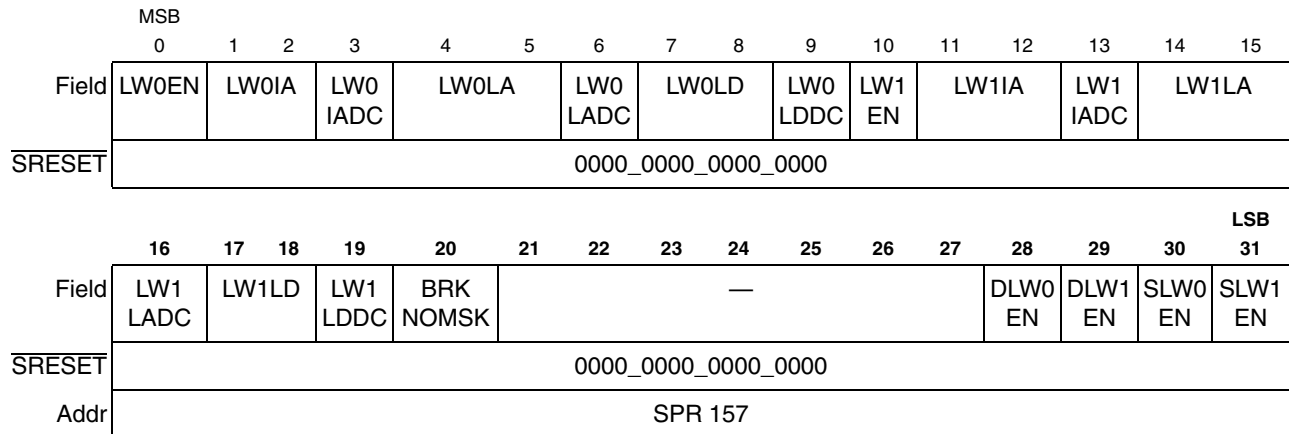 MSB
0 1 2 3 4 5 6 7 8 9 10 11 12 13 14 15
Field LW0EN LW0IA LW0 IADC LW0LA LW0 LADC LW0LD LW0 LDDC LW1 EN LW1IA LW1 IADC LW1LA
SRESET 0000_0000_0000_0000
LSB
16 17 18 19 20 21 22 23 24 25 26 27 28 29 30 31
Field LW1 LADC LW1LD LW1 LDDC BRK NOMSK — DLW0 EN DLW1 EN SLW0 EN SLW1 EN
SRESET 0000_0000_0000_0000
Addr SPR 157